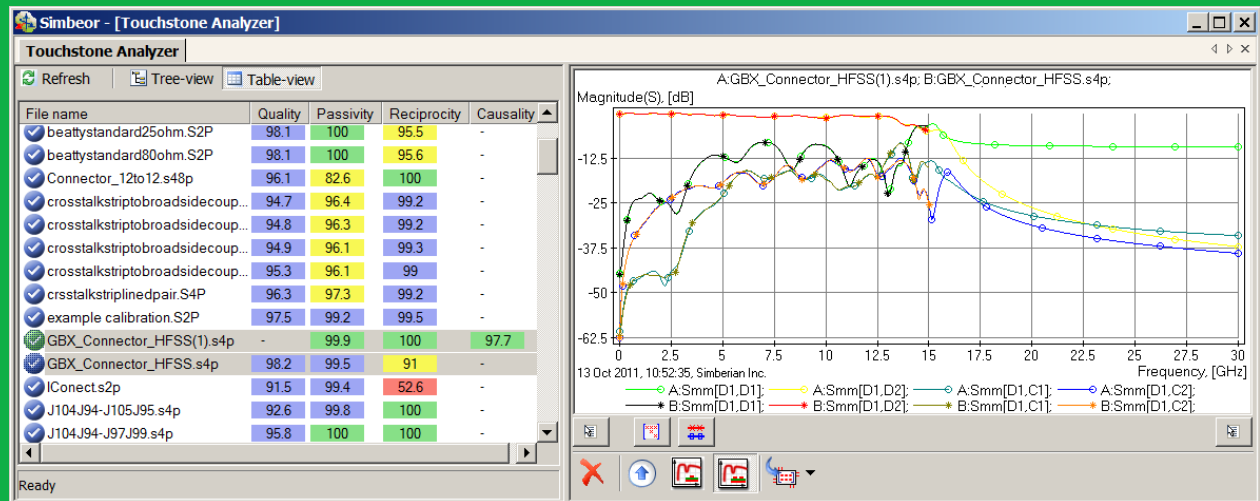 Simbeor - [Touchstone Analyzer]
Touchstone Analyzer
Refresh Tree-view Table-view
File name Quality Passivity Reciprocity Causality
beattystandard25ohm.S2P 98.1 100 95.5 -
beattystandard80ohm.S2P 98.1 100 95.6 -
Connector_12to12.s48p 96.1 82.6 100 -
crosstalkstriptobroadsidecoup... 94.7 96.4 99.2 -
crosstalkstriptobroadsidecoup... 94.8 96.3 99.2 -
crosstalkstriptobroadsidecoup... 94.9 96.1 99.3 -
crosstalkstriptobroadsidecoup... 95.3 96.1 99 -
crsstalkstriplinedpair.S4P 96.3 97.3 99.2 -
example calibration.S2P 97.5 99.2 99.5 -
GBX_Connector_HFSS(1).s4p - 99.9 100 97.7
GBX_Connector_HFSS.s4p 98.2 99.5 91 -
IConect.s2p 91.5 99.4 52.6 -
J104J94-J105J95.s4p 92.6 99.8 100 -
J104J94-J97J99.s4p 95.8 100 100 -
Ready
A:GBX_Connector_HFSS(1).s4p; B:GBX_Connector_HFSS.s4p;
Magnitude(S), [dB]
-12.5
-25
-37.5
-50
-62.5
0 2.5 5 7.5 10 12.5 15 17.5 20 22.5 25 27.5 30
13 Oct 2011, 10:52:35, Simberian Inc. Frequency, [GHz]
A:Smm[D1,D1]; A:Smm[D1,D2]; A:Smm[D1,C1]; A:Smm[D1,C2];
B:Smm[D1,D1]; B:Smm[D1,D2]; B:Smm[D1,C1]; B:Smm[D1,C2];